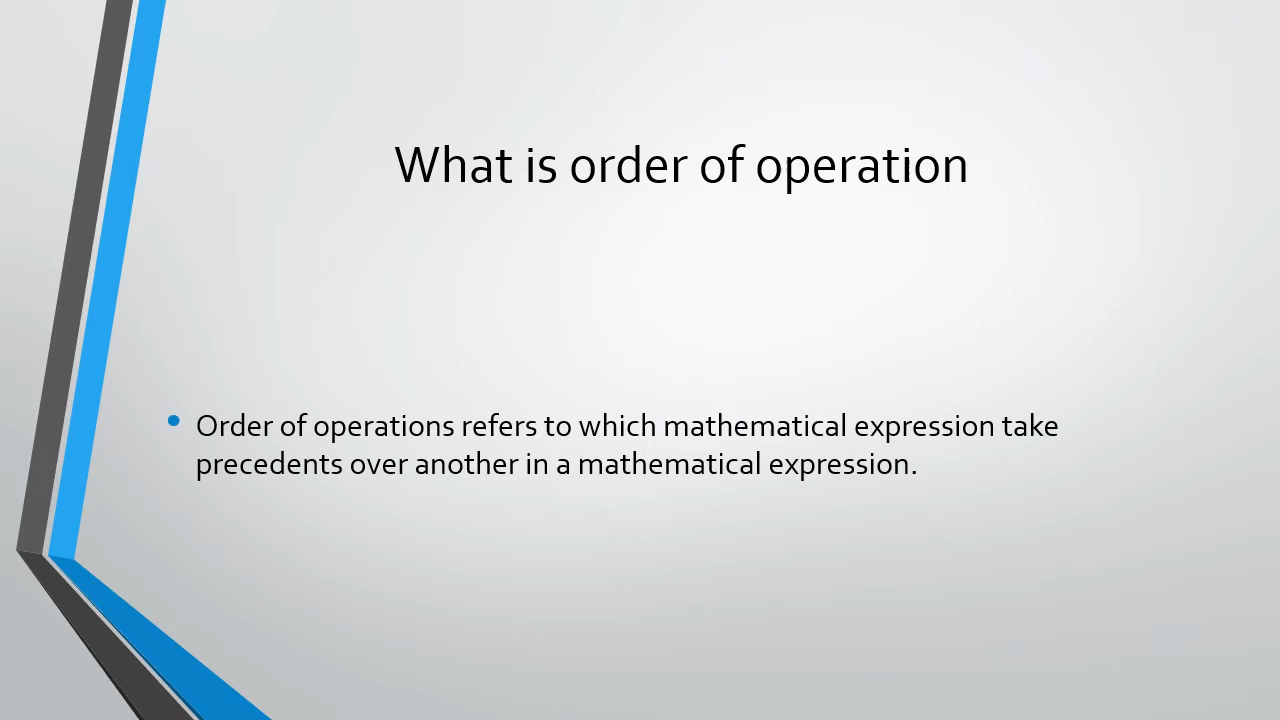 What is order of operation
Order of operations refers to which mathematical expression take
precedents over another in a mathematical expression.